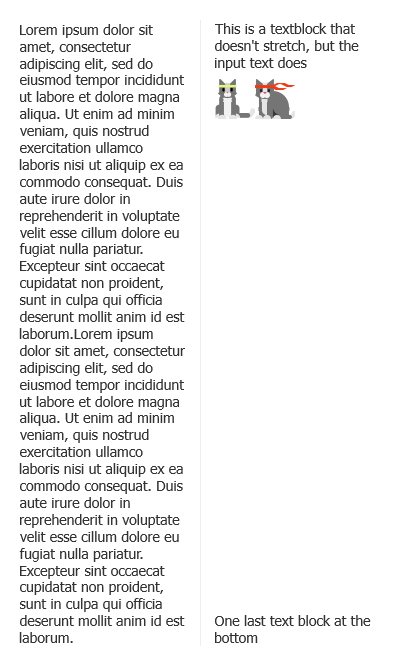 Lorem ipsum dolor sit
amet, consectetur
adipiscing elit, sed do
eiusmod tempor incididunt
ut labore et dolore magna
aliqua. Ut enim ad minim
veniam, quis nostrud
exercitation ullamco
laboris nisi ut aliquip ex ea
commodo consequat. Duis
aute irure dolor in
reprehenderit in voluptate
velit esse cillum dolore eu
fugiat nulla pariatur.
Excepteur sint occaecat
cupidatat non proident,
sunt in culpa qui officia
deserunt mollit anim id est
laborum.Lorem ipsum
dolor sit amet, consectetur
adipiscing elit, sed do
eiusmod tempor incididunt
ut labore et dolore magna
aliqua. Ut enim ad minim
veniam, quis nostrud
exercitation ullamco
laboris nisi ut aliquip ex ea
commodo consequat. Duis
aute irure dolor in
reprehenderit in voluptate
velit esse cillum dolore eu
fugiat nulla pariatur.
Excepteur sint occaecat
cupidatat non proident,
sunt in culpa qui officia
deserunt mollit anim id est
laborum.
This is a textblock that
doesn't stretch, but the
input text does
One last text block at the
bottom